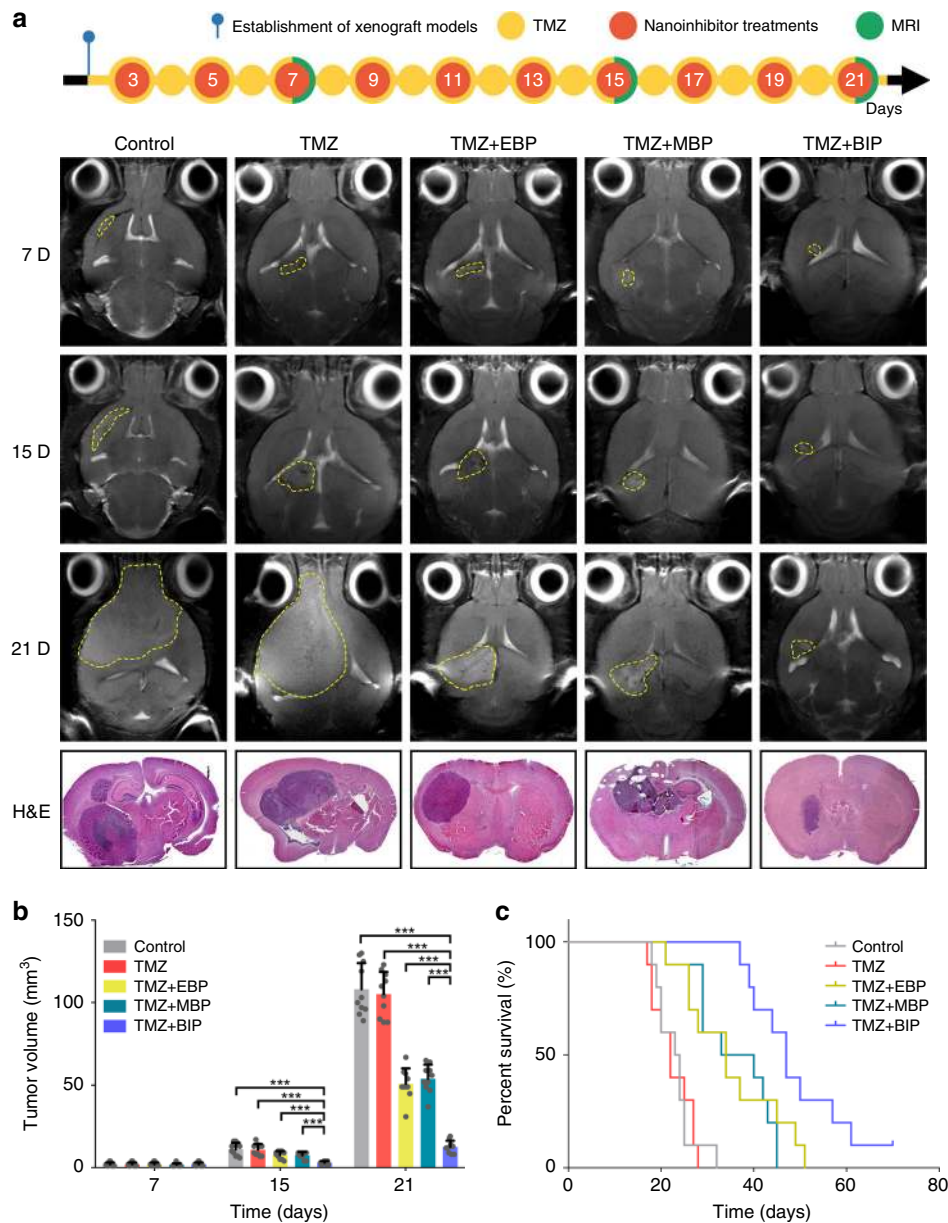 a
Establishment of xenograft models TMZ Nanoinhibitor treatments MRI
3 5 7 9 11 13 15 17 19 21
Days
Control TMZ TMZ+EBP TMZ+MBP TMZ+BIP
7 D
15 D
21 D
H&E
b
Tumor volume (mm³)
150
100
50
0
Control
TMZ
TMZ+EBP
TMZ+MBP
TMZ+BIP
***
***
***
***
***
***
***
***
7 15 21
Time (days)
c
Percent survival (%)
100
50
0
Control
TMZ
TMZ+EBP
TMZ+MBP
TMZ+BIP
0 20 40 60 80
Time (days)